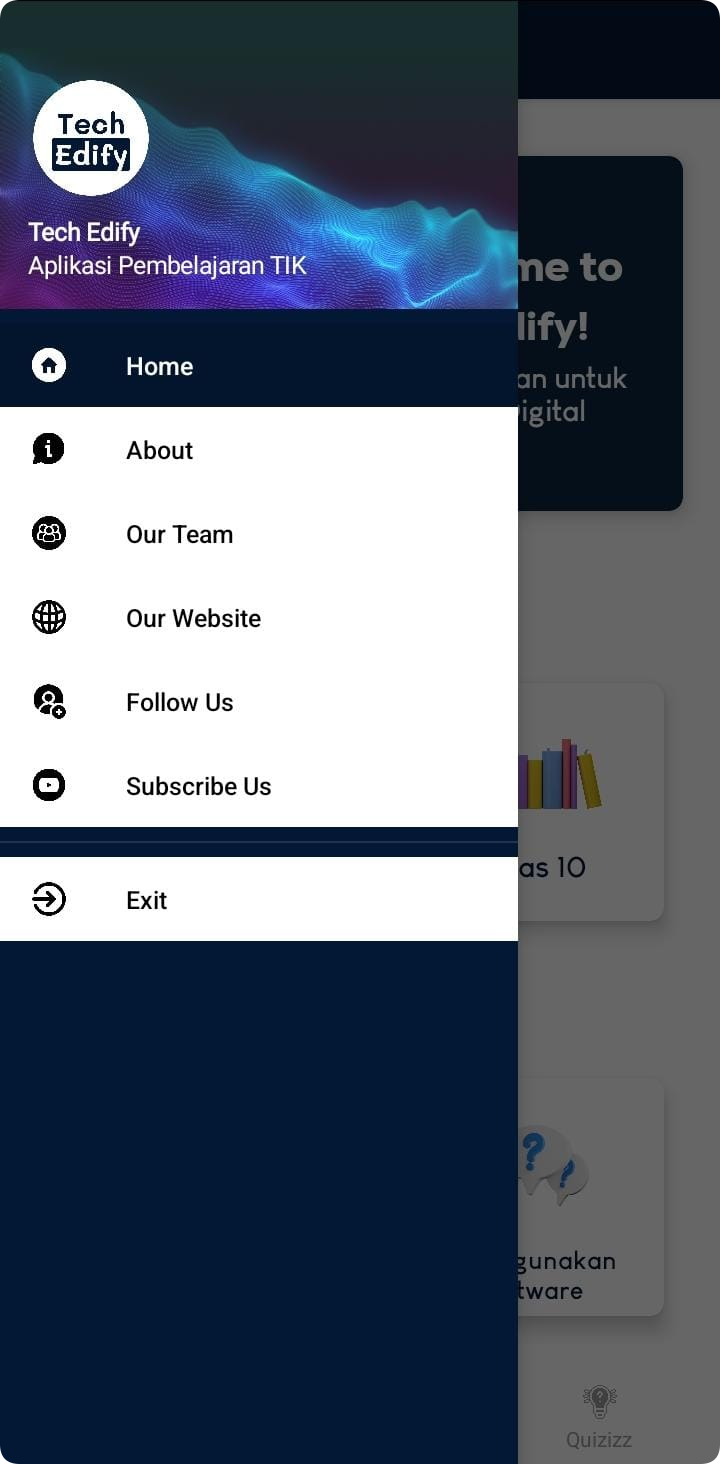 Tech
Edify
Tech Edify
Aplikasi Pembelajaran TIK
Home
About
Our Team
Our Website
Follow Us
Subscribe Us
Exit
me to
lify!
an untuk
igital
as 10
gunakan
tware
Quizizz